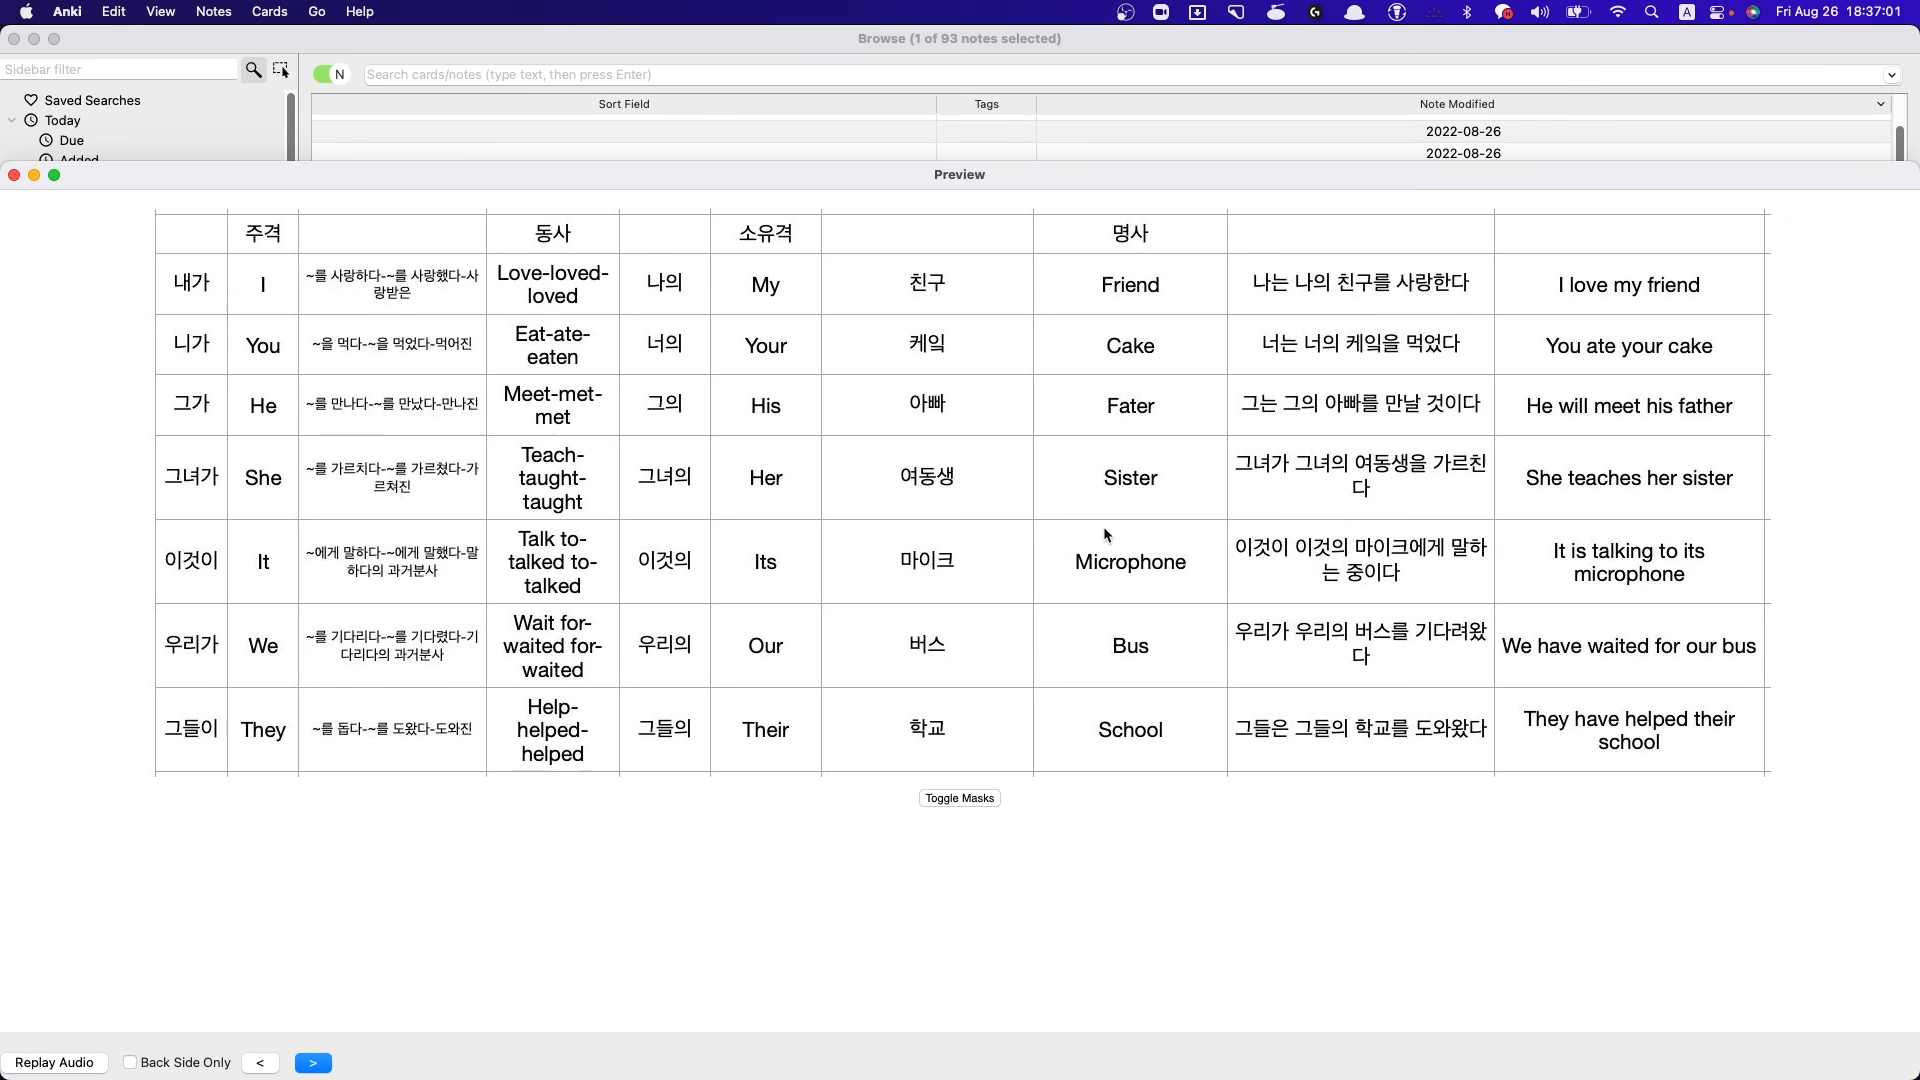 Anki Edit View Notes Cards Go Help
A Fri Aug 26 18:37:01
Browse (1 of 93 notes selected)
Sidebar filter
N
Search cards/notes (type text, then press Enter)
Saved Searches
Today
Due
Added
Sort Field Tags Note Modified
2022-08-26
2022-08-26
Preview
주격 동사 소유격 명사
내가 I ~를 사랑하다-~를 사랑했다-사
랑받은
Love-loved-
loved
나의 My 친구 Friend 나는 나의 친구를 사랑한다 I love my friend
니가 You ~을 먹다-~을 먹었다-먹어진
Eat-ate-
eaten
너의 Your 케잌 Cake 너는 너의 케잌을 먹었다 You ate your cake
그가 He ~를 만나다-~를 만났다-만나진
Meet-met-
met
그의 His 아빠 Fater 그는 그의 아빠를 만날 것이다 He will meet his father
그녀가 She ~를 가르치다-~를 가르쳤다-가
르쳐진
Teach-
taught-
taught
그녀의 Her 여동생 Sister 그녀가 그녀의 여동생을 가르친
다
She teaches her sister
이것이 It ~에게 말하다-~에게 말했다-말
하다의 과거분사
Talk to-
talked to-
talked
이것의 Its 마이크 Microphone 이것이 이것의 마이크에게 말하
는 중이다
It is talking to its
microphone
우리가 We ~를 기다리다-~를 기다렸다-기
다리다의 과거분사
Wait for-
waited for-
waited
우리의 Our 버스 Bus 우리가 우리의 버스를 기다려왔
다
We have waited for our bus
그들이 They ~를 돕다-~를 도왔다-도와진
Help-
helped-
helped
그들의 Their 학교 School 그들은 그들의 학교를 도와왔다 They have helped their
school
Toggle Masks
Replay Audio Back Side Only < >